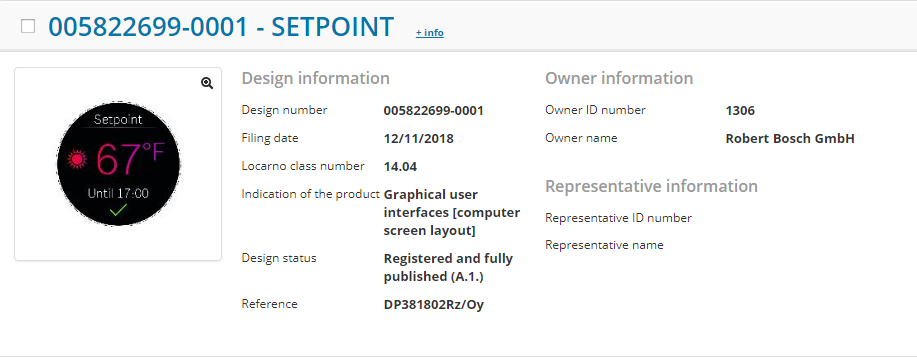 005822699-0001 - SETPOINT + info
Setpoint
67°F
Until 17:00
Design information
Design number 005822699-0001
Filing date 12/11/2018
Locarno class number 14.04
Indication of the product Graphical user
interfaces [computer
screen layout]
Design status Registered and fully
published (A.1.)
Reference DP381802Rz/Oy
Owner information
Owner ID number 1306
Owner name Robert Bosch GmbH
Representative information
Representative ID number
Representative name